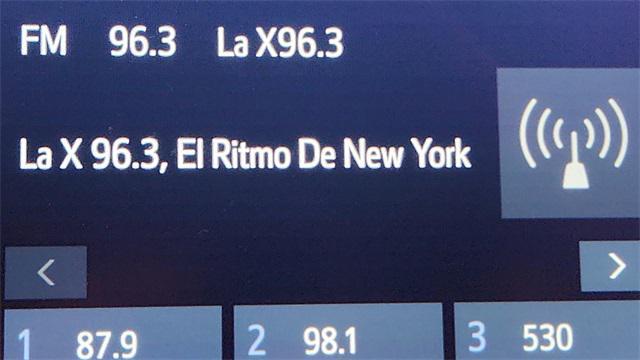 FM 96.3 La X96.3
La X 96.3, El Ritmo De New York
1 87.9 2 98.1 3 530